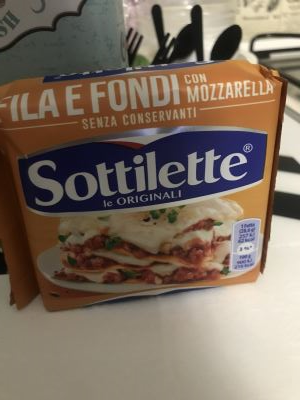 FILA E FONDI CON
MOZZARELLA
SENZA CONSERVANTI
Sottilette®
le ORIGINALI